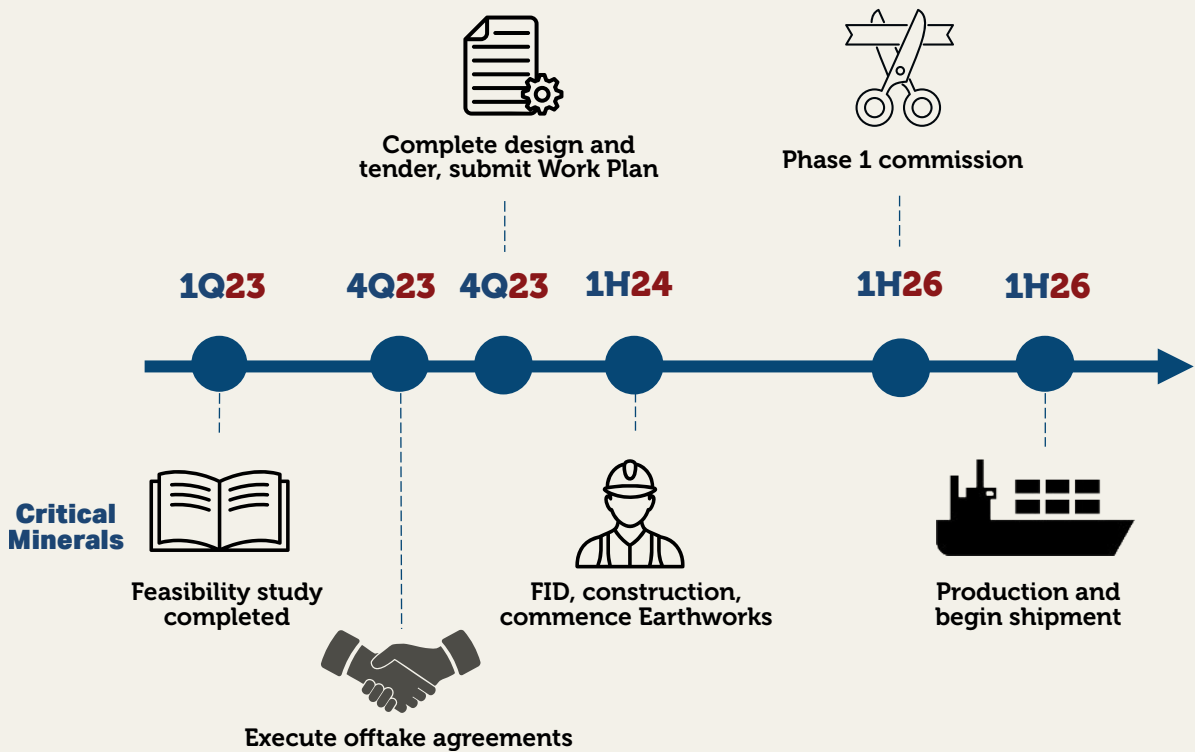 Complete design and
tender, submit Work Plan
Phase 1 commission
1Q23
4Q23
4Q23
1H24
1H26
1H26
Critical
Minerals
Feasibility study
completed
FID, construction,
commence Earthworks
Production and
begin shipment
Execute offtake agreements